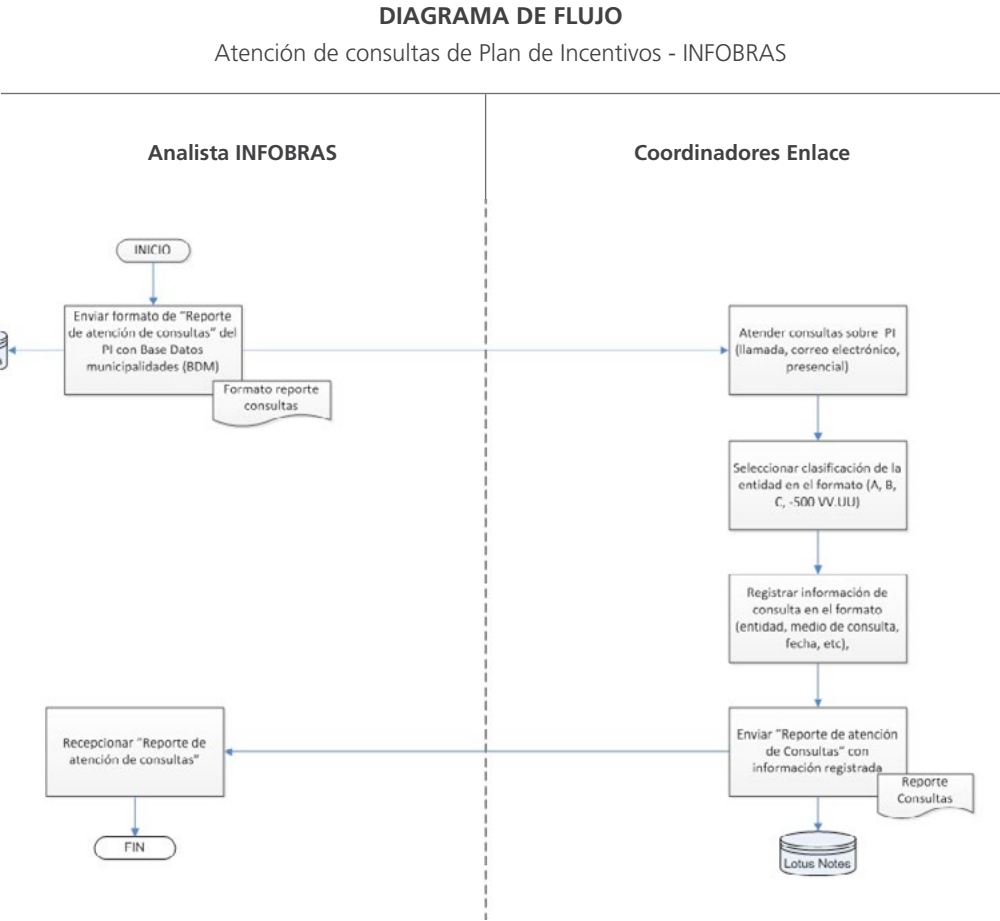 DIAGRAMA DE FLUJO
Atención de consultas de Plan de Incentivos - INFOBRAS
Analista INFOBRAS
Coordinadores Enlace
INICIO
Enviar formato de "Reporte
de atención de consultas" del
PI con Base Datos
municipalidades (BDM)
Formato reporte
consultas
Atender consultas sobre PI
(llamada, correo electrónico,
presencial)
Seleccionar clasificación de la
entidad en el formato (A, B,
C, -500 VV.UU)
Registrar información de
consulta en el formato
(entidad, medio de consulta,
fecha, etc),
Enviar "Reporte de atención
de Consultas" con
información registrada
Reporte
Consultas
Lotus Notes
Recepcionar "Reporte de
atención de consultas"
FIN